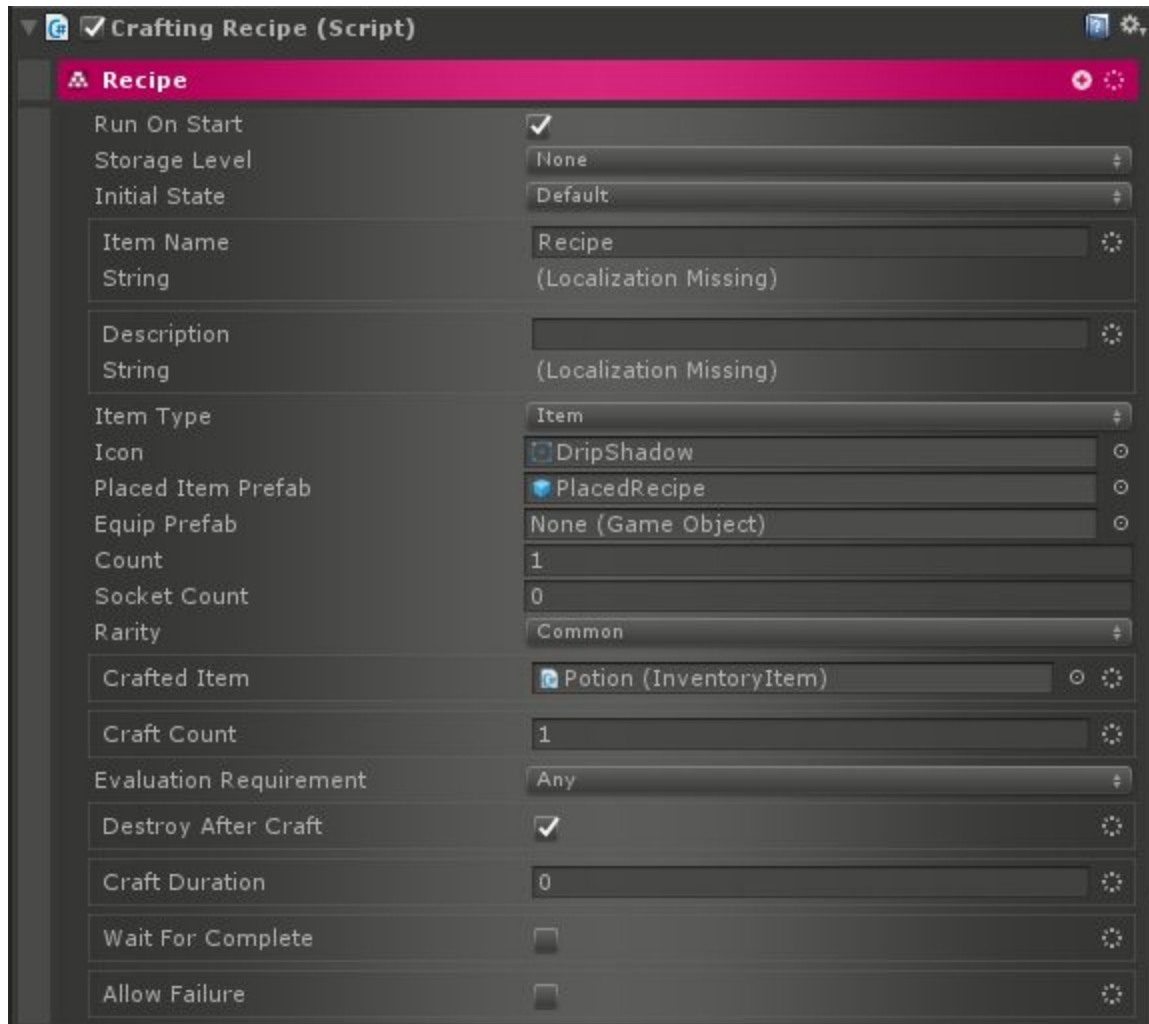 Crafting Recipe (Script)
Recipe
Run On Start
Storage Level None
Initial State Default
Item Name Recipe
String (Localization Missing)
Description
String (Localization Missing)
Item Type Item
Icon DripShadow
Placed Item Prefab PlacedRecipe
Equip Prefab None (Game Object)
Count 1
Socket Count 0
Rarity Common
Crafted Item Potion (InventoryItem)
Craft Count 1
Evaluation Requirement Any
Destroy After Craft
Craft Duration 0
Wait For Complete
Allow Failure